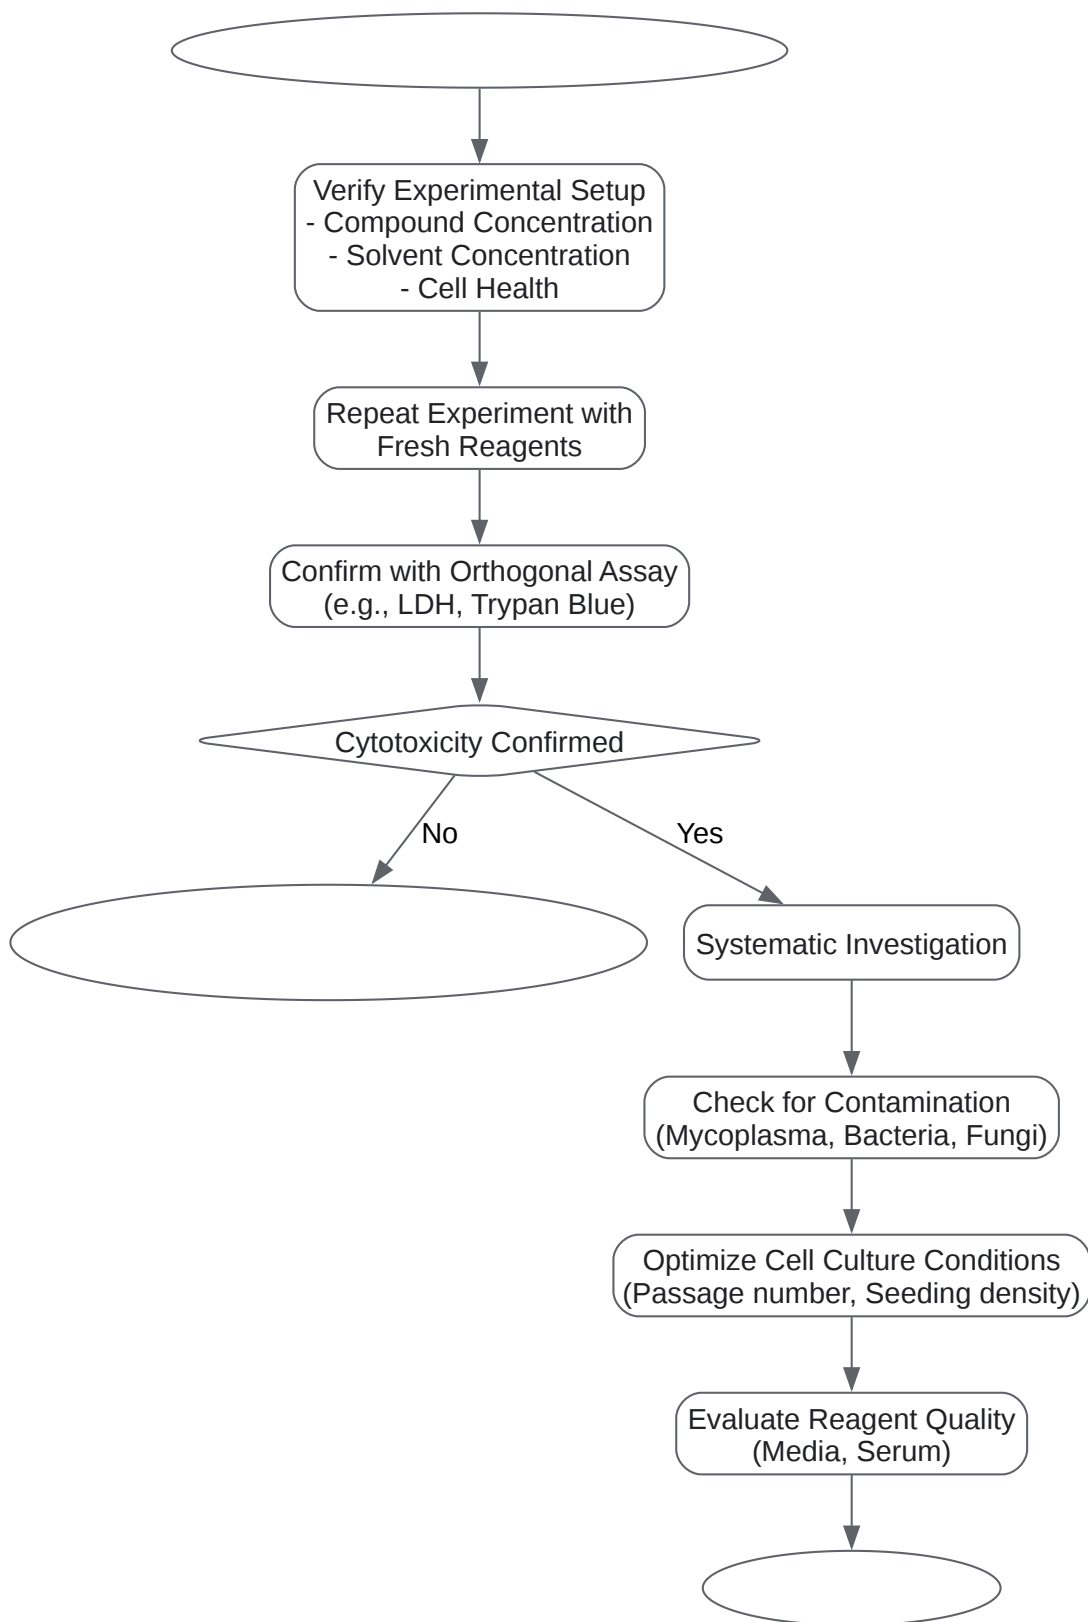 Verify Experimental Setup
- Compound Concentration
- Solvent Concentration
- Cell Health
Repeat Experiment with
Fresh Reagents
Confirm with Orthogonal Assay
(e.g., LDH, Trypan Blue)
Cytotoxicity Confirmed
No
Yes
Systematic Investigation
Check for Contamination
(Mycoplasma, Bacteria, Fungi)
Optimize Cell Culture Conditions
(Passage number, Seeding density)
Evaluate Reagent Quality
(Media, Serum)